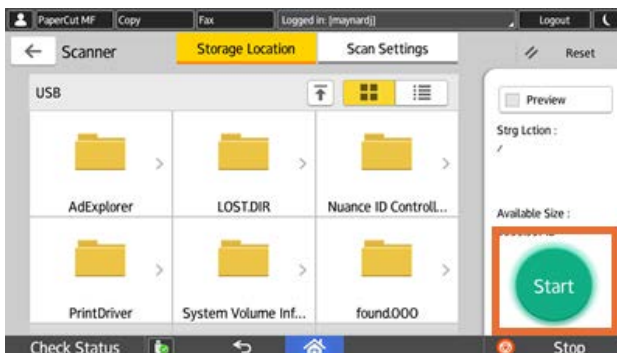 PaperCut MF Copy Fax Logged in: [maynardj] Logout
Scanner Storage Location Scan Settings Reset
USB
Preview
Strg Lction :
/
AdExplorer LOST.DIR Nuance ID Controll...
Available Size :
Start
PrintDriver System Volume Inf... found.000
Check Status Stop